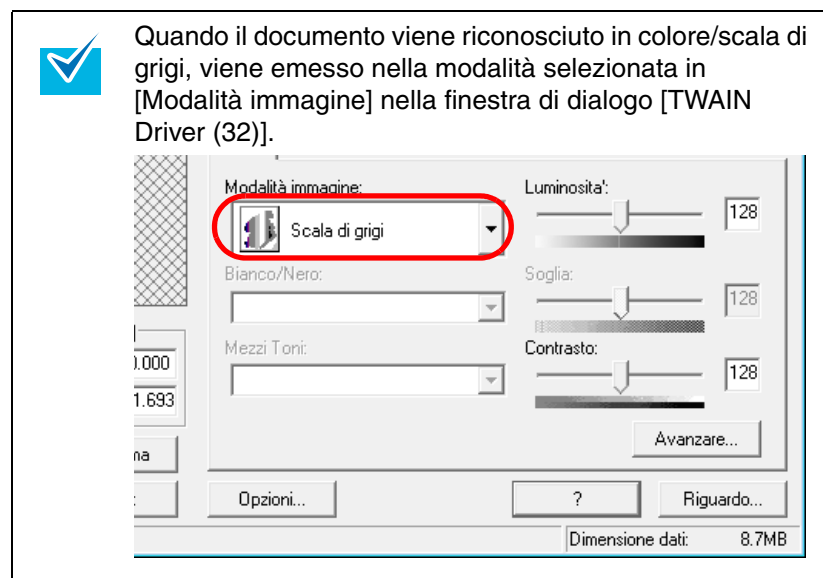 Quando il documento viene riconosciuto in colore/scala di
grigi, viene emesso nella modalità selezionata in
[Modalità immagine] nella finestra di dialogo [TWAIN
Driver (32)].
Modalità immagine:
Luminosita':
Scala di grigi
128
Bianco/Nero:
Soglia:
128
Mezzi Toni:
Contrasto:
128
.000
1.693
Avanzare...
na
Opzioni...
?
Riguardo...
Dimensione dati: 8.7MB